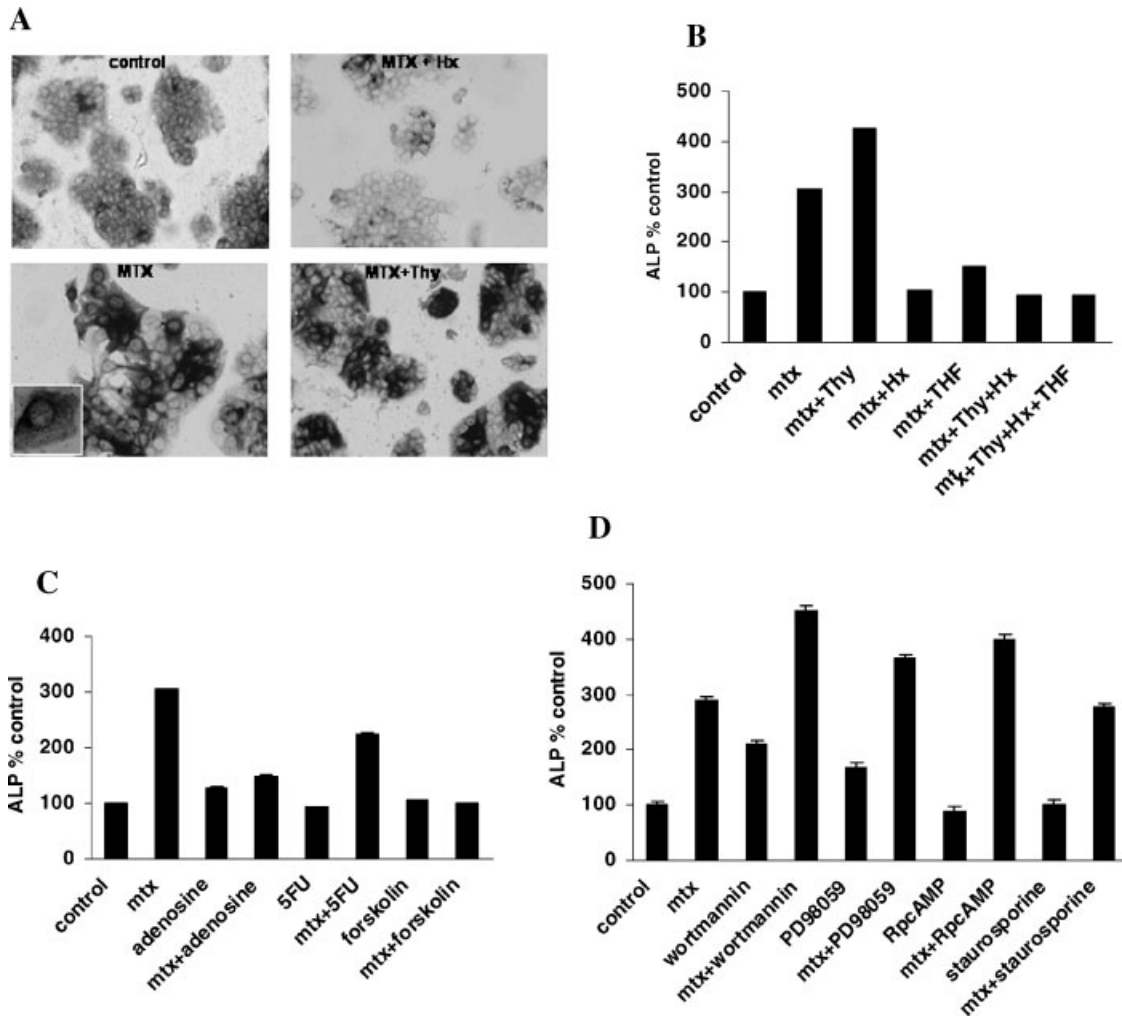 A
control
MTX + Hx
MTX
MTX+Thy
B
ALP % control
500
400
300
200
100
0
control
mtx
mtx+Thy
mtx+Hx
mtx+THF
mtx+Thy+Hx
mtx+Thy+Hx+THF
C
ALP % control
400
300
200
100
0
control
mtx
adenosine
mtx+adenosine
5FU
mtx+5FU
forskolin
mtx+forskolin
D
ALP % control
500
400
300
200
100
0
control
mtx
wortmannin
mtx+wortmannin
PD98059
mtx+PD98059
RpcAMP
mtx+RpcAMP
staurosporine
mtx+staurosporine